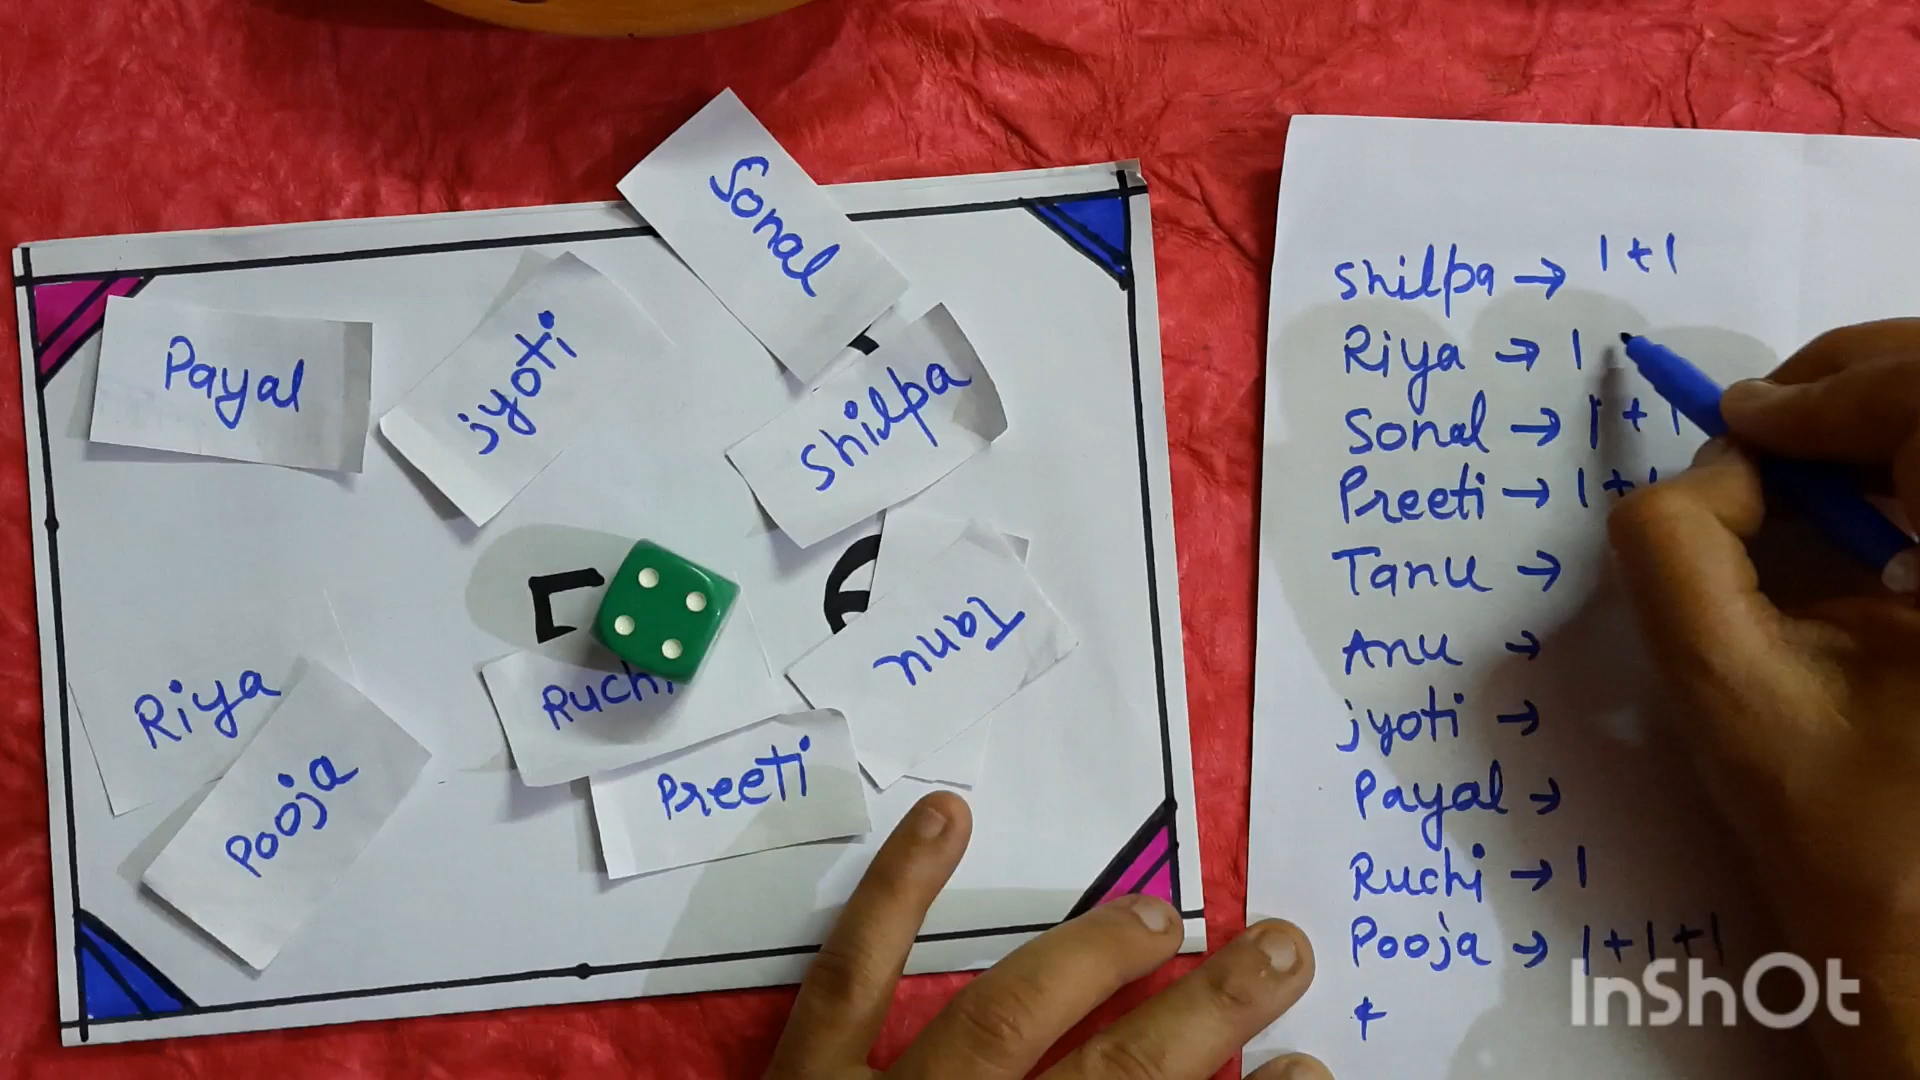 Sonal
Payal
jyoti
Shilpa
Tanu
Riya
Ruchi
Pooja
Preeti
Shilpa → 1+1
Riya → 1
Sonal → 1+1
Preeti → 1+1
Tanu →
Anu →
jyoti →
Payal →
Ruchi → 1
Pooja → 1+1+1
InShOt